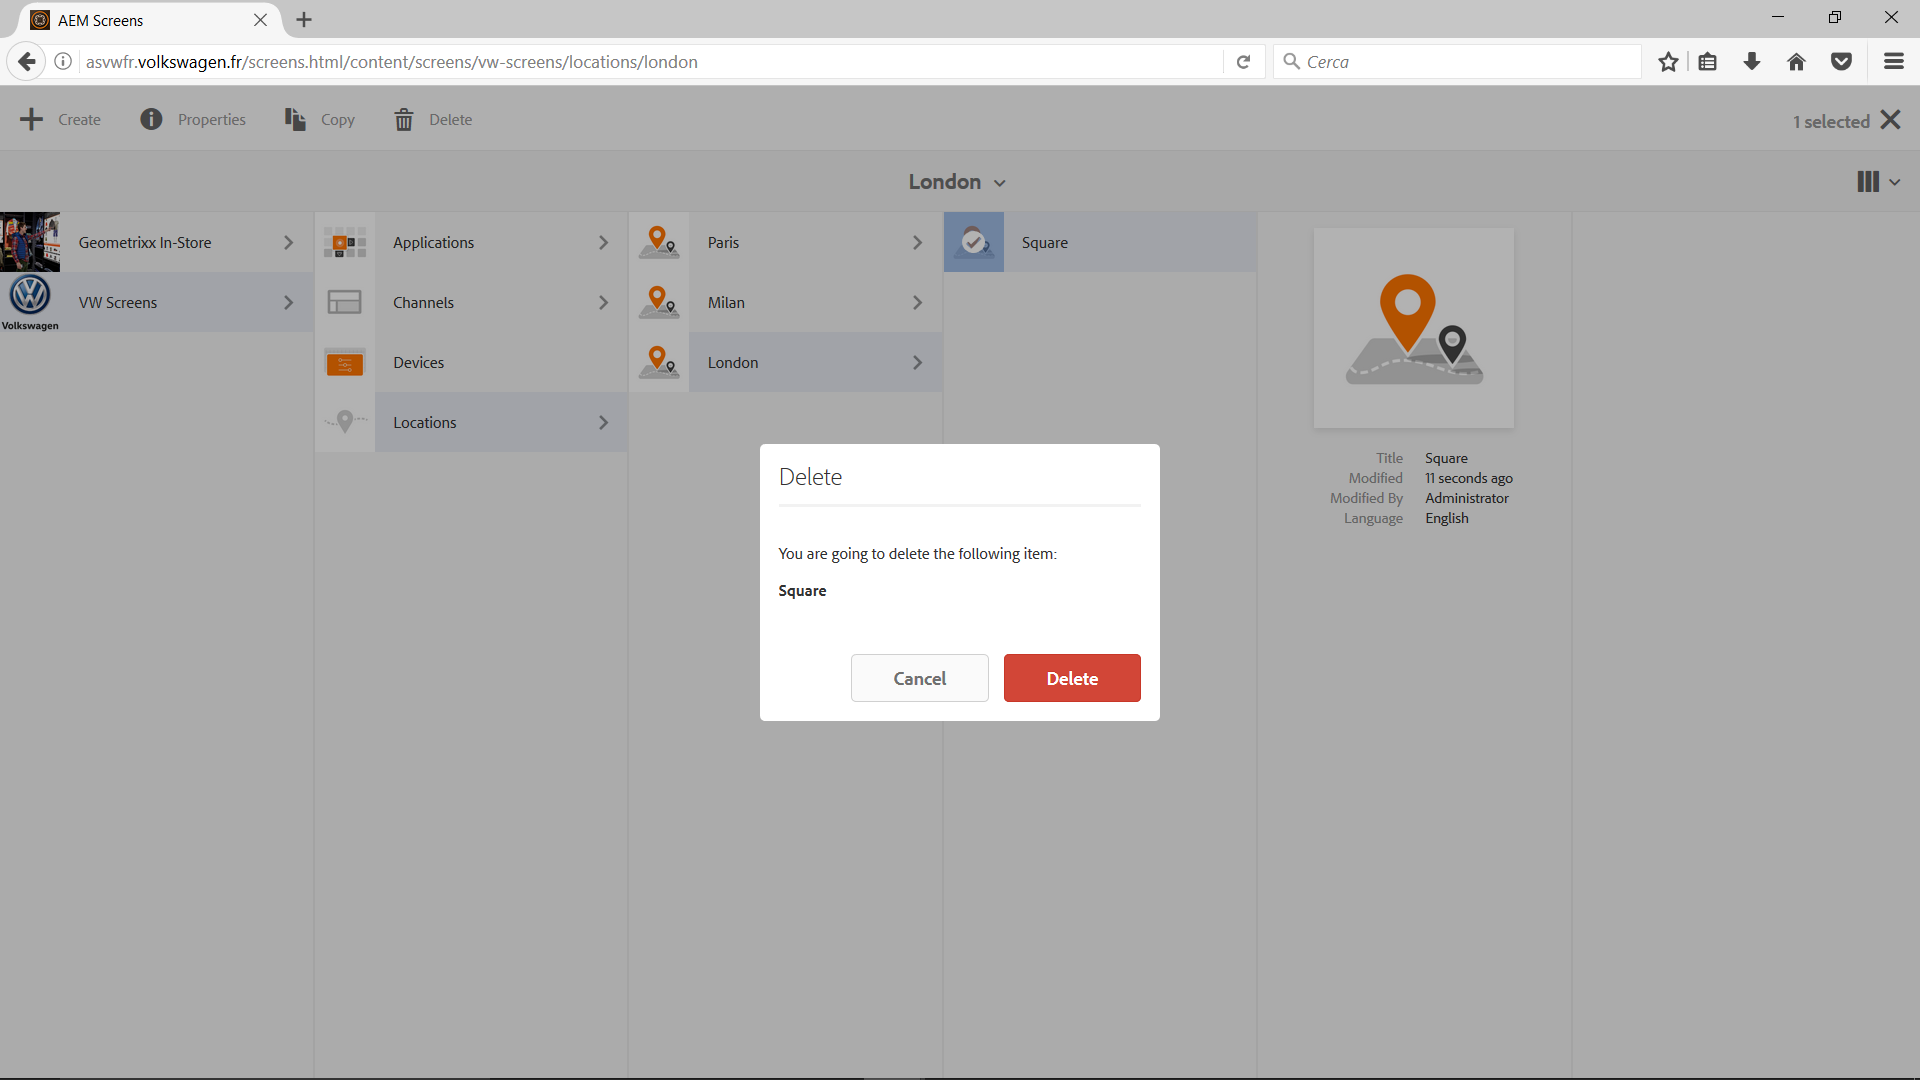 AEM Screens
asvwfr.volkswagen.fr/screens.html/content/screens/vw-screens/locations/london
Cerca
Create
Properties
Copy
Delete
1 selected
London
Geometrixx In-Store
VW Screens
Volkswagen
Applications
Channels
Devices
Locations
Paris
Milan
London
Square
Title Square
Modified 11 seconds ago
Modified By Administrator
Language English
Delete
You are going to delete the following item:
Square
Cancel
Delete